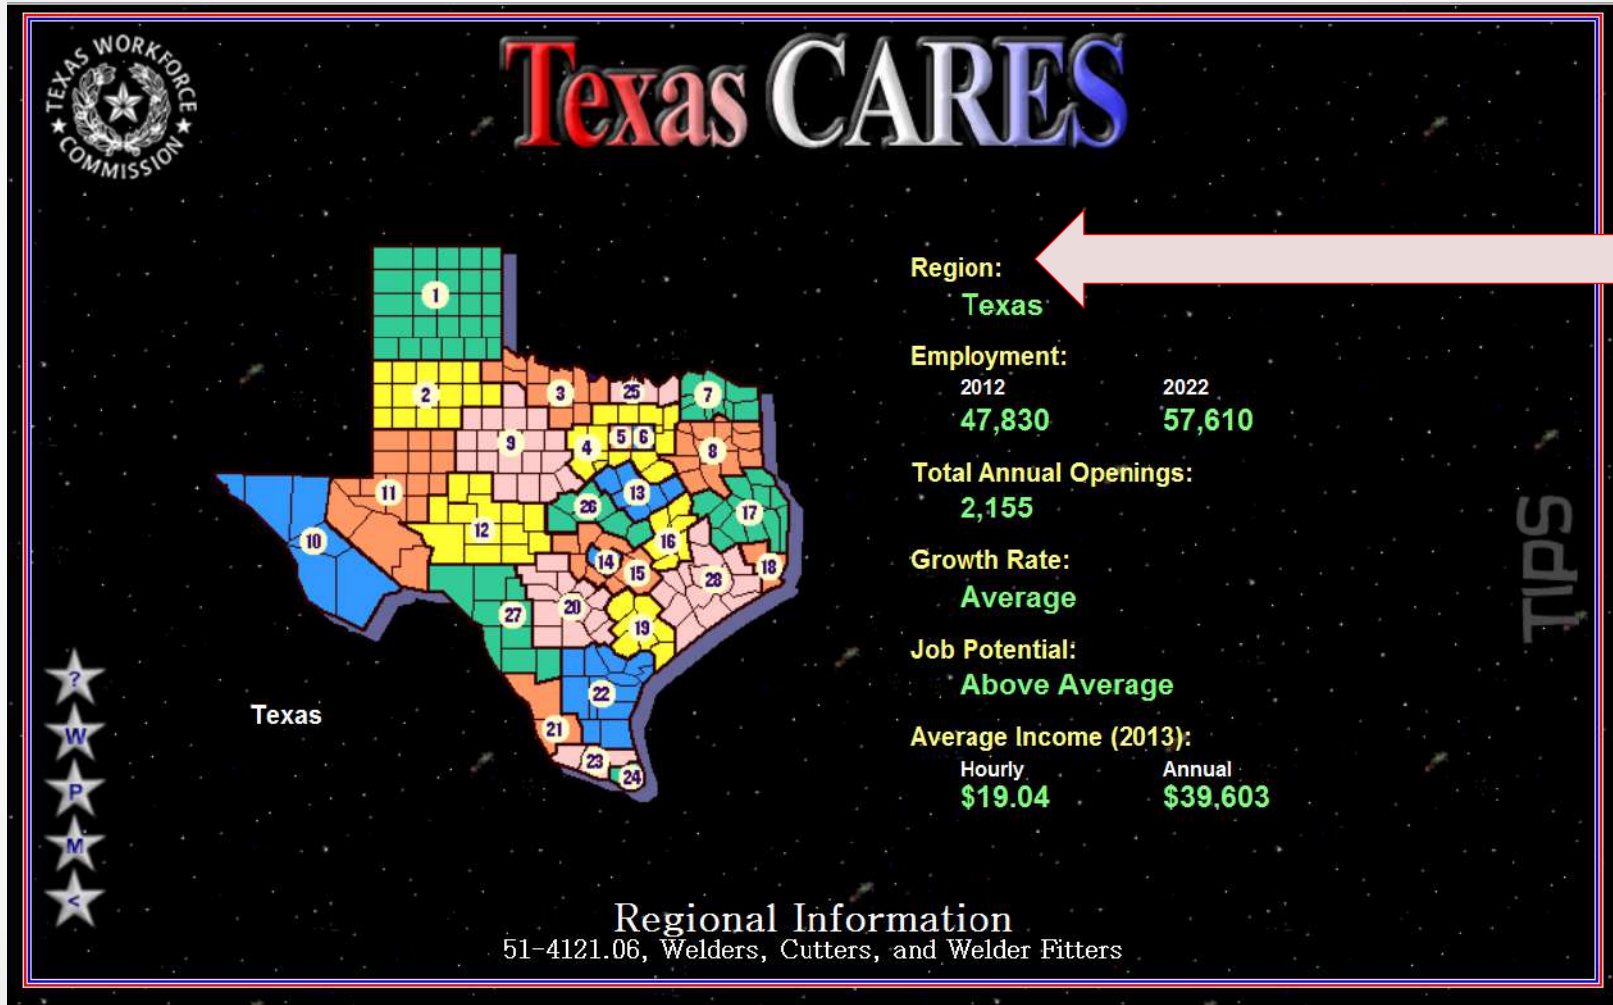 TEXAS WORKFORCE COMMISSION
Texas CARES
Region:
Texas
Employment:
2012 2022
47,830 57,610
Total Annual Openings:
2,155
Growth Rate:
Average
Job Potential:
Above Average
Average Income (2013):
Hourly Annual
$19.04 $39,603
TIPS
1
2
3
25
7
9
4
5
6
8
11
13
26
17
12
10
16
14
15
28
18
27
20
19
22
21
23
24
Texas
?
W
P
M
<
Regional Information
51-4121.06, Welders, Cutters, and Welder Fitters